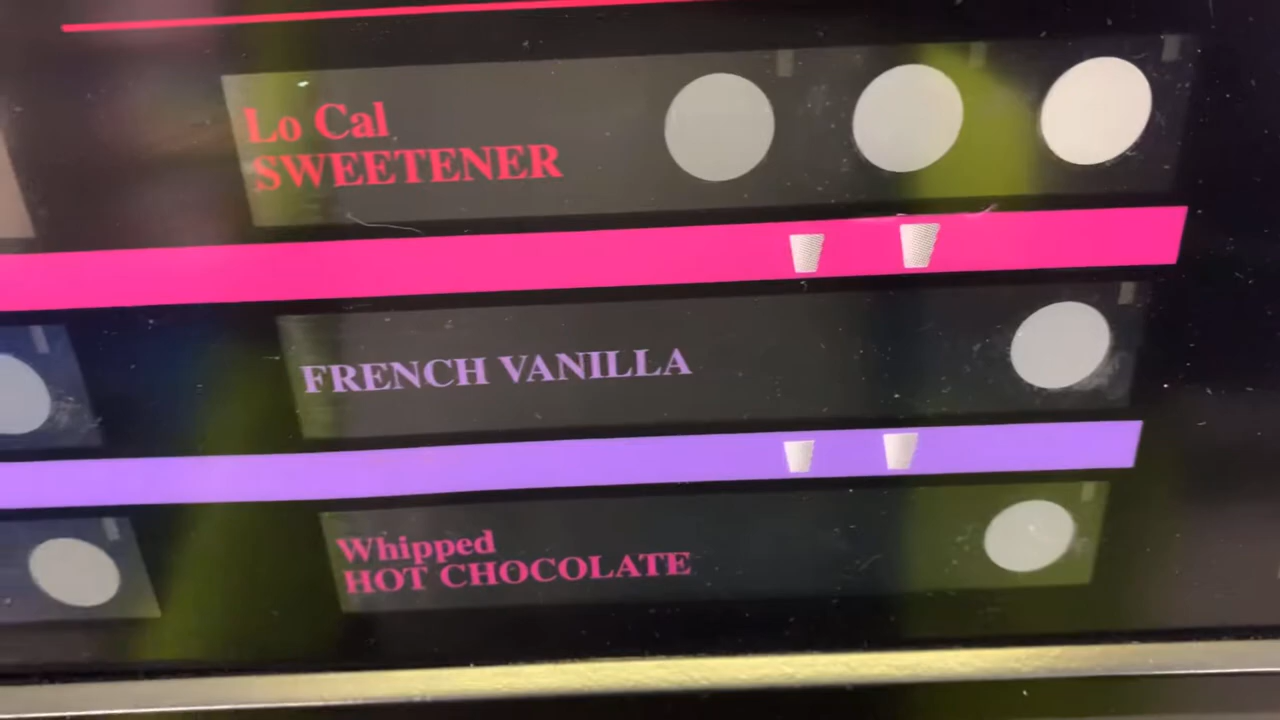 Lo Cal
SWEETENER
FRENCH VANILLA
Whipped
HOT CHOCOLATE